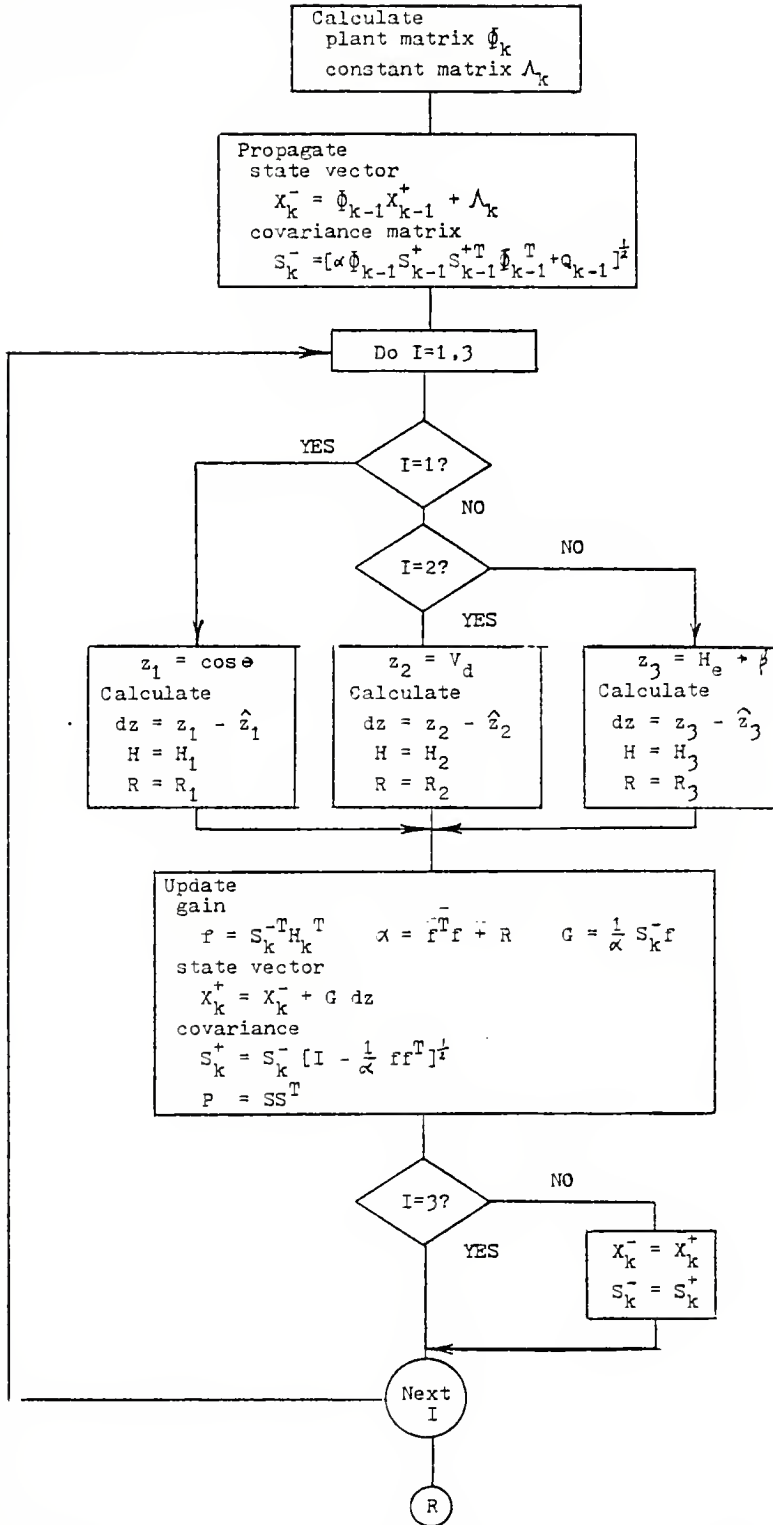 Calculate
plant matrix Φ_k
constant matrix Λ_k
Propagate
state vector
X_k^- = Φ_{k-1} X_{k-1}^+ + Λ_k
covariance matrix
S_k^- = [αΦ_{k-1} S_{k-1}^+ S_{k-1}^{+T} Φ_{k-1}^T + Q_{k-1}]^{1/2}
Do I=1,3
YES
I=1?
NO
I=2?
NO
YES
z_1 = cos θ
Calculate
dz = z_1 - ẑ_1
H = H_1
R = R_1
z_2 = V_d
Calculate
dz = z_2 - ẑ_2
H = H_2
R = R_2
z_3 = H_e + β
Calculate
dz = z_3 - ẑ_3
H = H_3
R = R_3
Update
gain
f = S_k^{-T} H_k^T α = f^T f + R G = 1/α S_k^- f
state vector
X_k^+ = X_k^- + G dz
covariance
S_k^+ = S_k^- [I - 1/α ff^T]^{1/2}
P = SS^T
I=3?
NO
YES
X_k^- = X_k^+
S_k^- = S_k^+
Next
I
R